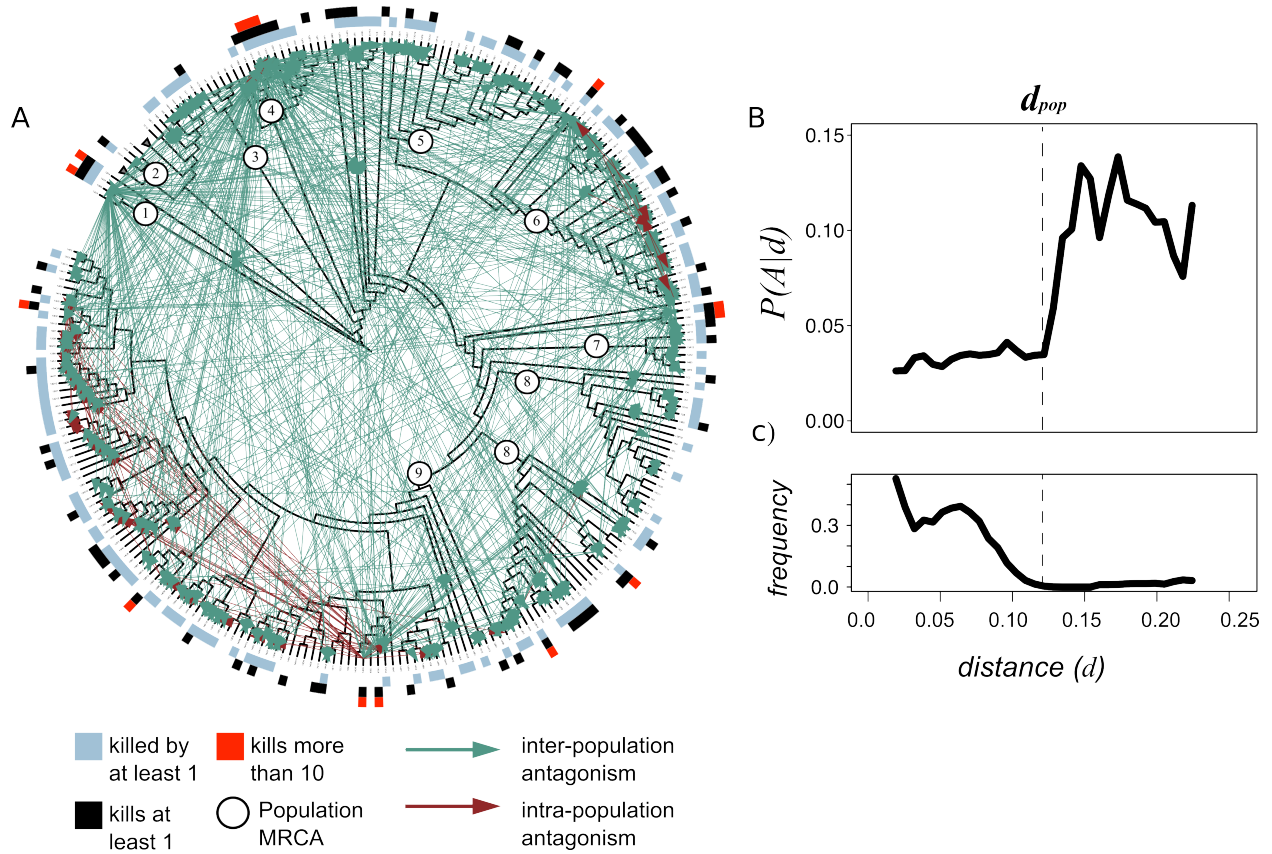 A
1
2
3
4
5
6
7
8
8
9
killed by
at least 1
kills more
than 10
inter-population
antagonism
kills at
least 1
Population
MRCA
intra-population
antagonism
B
dpop
P(A|d)
0.15
0.10
0.05
0.00
C)
frequency
0.3
0.0
0.0
0.05
0.10
0.15
0.20
0.25
distance (d)